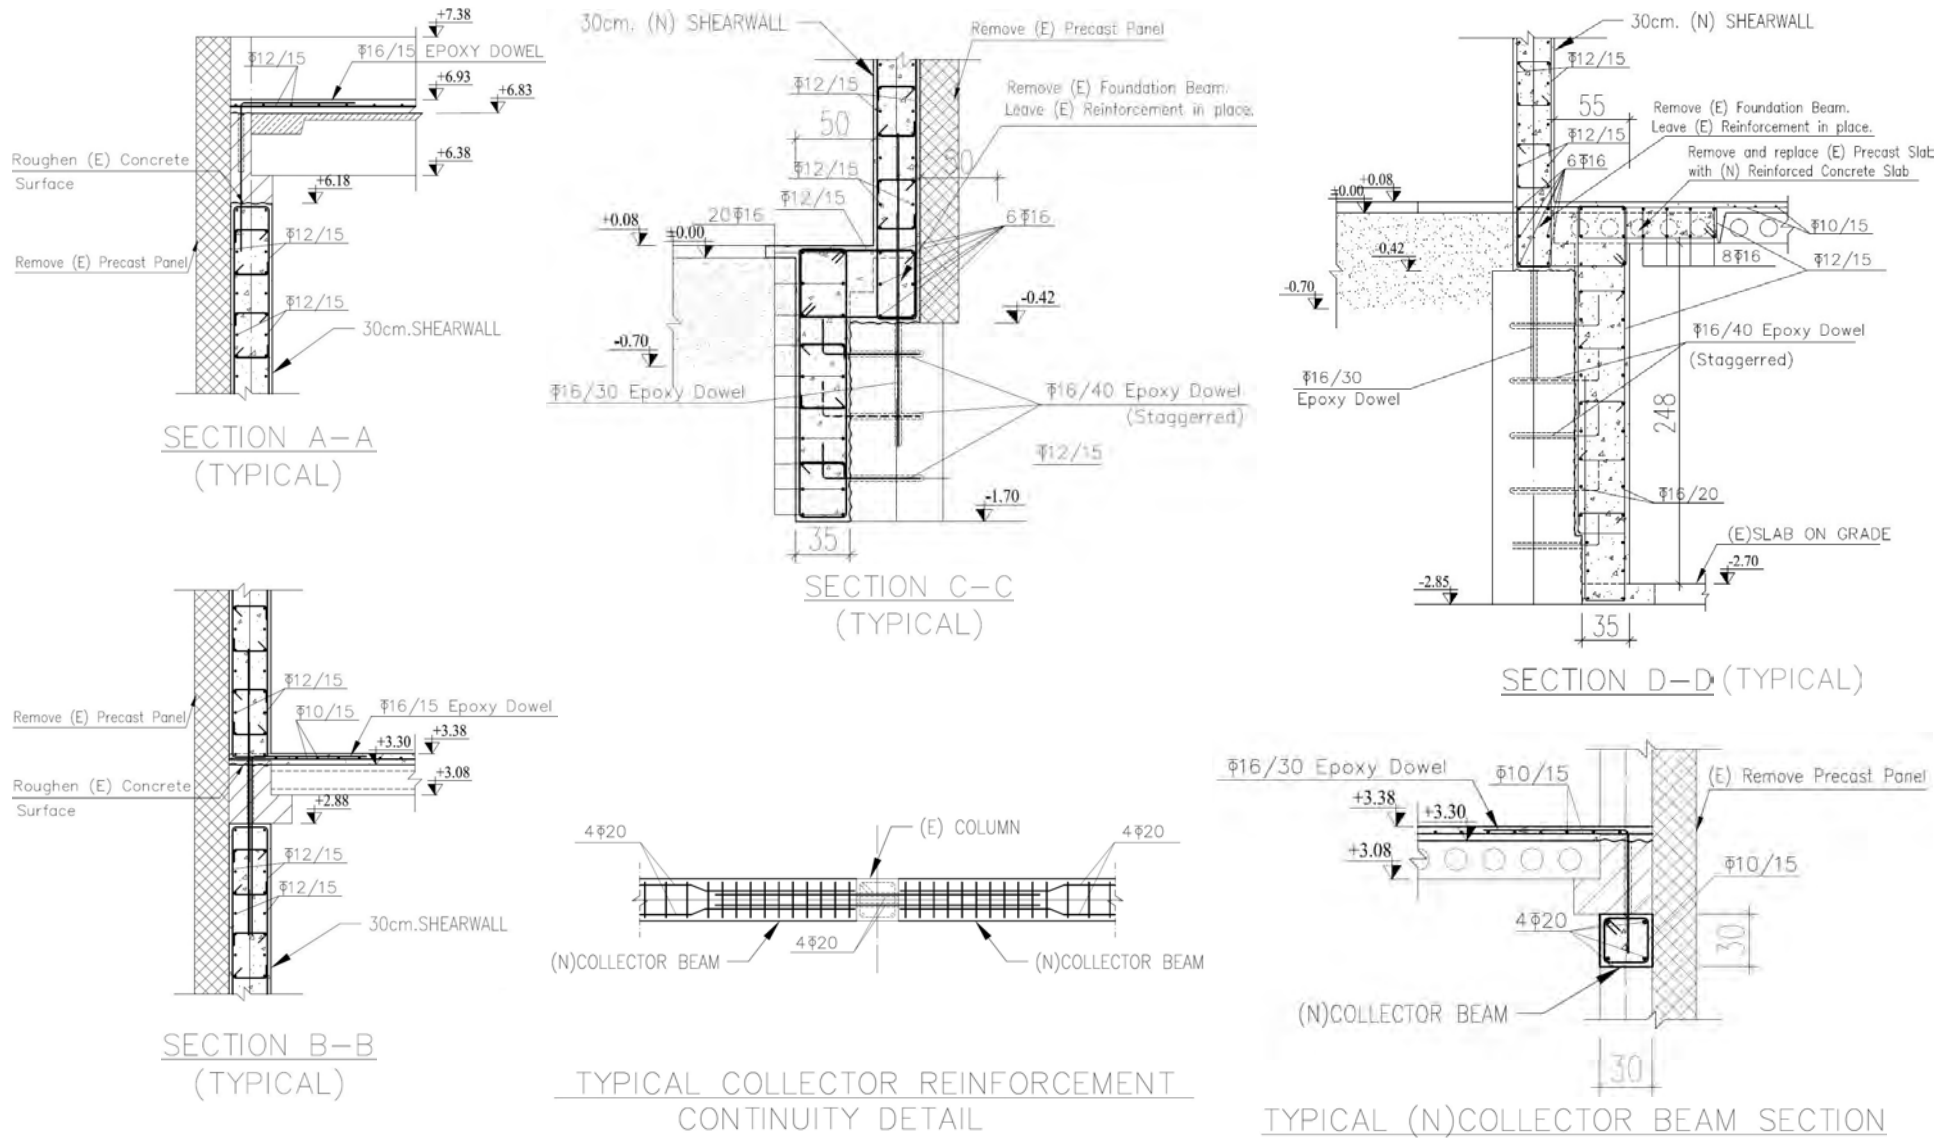 +7.38
Φ16/15 EPOXY DOWEL
Φ12/15
+6.93
+6.83
Roughen (E) Concrete
Surface
+6.38
+6.18
Φ12/15
Remove (E) Precast Panel
Φ12/15
30cm.SHEARWALL
SECTION A-A
(TYPICAL)
30cm. (N) SHEARWALL
Remove (E) Precast Panel
Φ12/15
Remove (E) Foundation Beam.
Leave (E) Reinforcement in place.
50
50
Φ12/15
Φ12/15
20Φ16
6Φ16
+0.08
±0.00
-0.42
-0.70
Φ16/30 Epoxy Dowel
Φ16/40 Epoxy Dowel
(Staggerred)
Φ12/15
-1.70
35
SECTION C-C
(TYPICAL)
30cm. (N) SHEARWALL
Φ12/15
55
Remove (E) Foundation Beam.
Leave (E) Reinforcement in place.
Φ12/15
6Φ16
Remove and replace (E) Precast Slab
with (N) Reinforced Concrete Slab
±0.00
+0.08
Φ10/15
-0.42
8Φ16
Φ12/15
-0.70
Φ16/40 Epoxy Dowel
(Staggerred)
Φ16/30
Epoxy Dowel
248
Φ16/20
(E)SLAB ON GRADE
-2.85
-2.70
35
SECTION D-D (TYPICAL)
Φ12/15
Remove (E) Precast Panel
Φ10/15
Φ16/15 Epoxy Dowel
+3.30
+3.38
Roughen (E) Concrete
Surface
+3.08
+2.88
Φ12/15
Φ12/15
30cm.SHEARWALL
SECTION B-B
(TYPICAL)
4Φ20
(E) COLUMN
4Φ20
4Φ20
(N)COLLECTOR BEAM
(N)COLLECTOR BEAM
TYPICAL COLLECTOR REINFORCEMENT
CONTINUITY DETAIL
Φ16/30 Epoxy Dowel
Φ10/15
(E) Remove Precast Panel
+3.38
+3.30
+3.08
Φ10/15
4Φ20
30
(N)COLLECTOR BEAM
30
TYPICAL (N)COLLECTOR BEAM SECTION